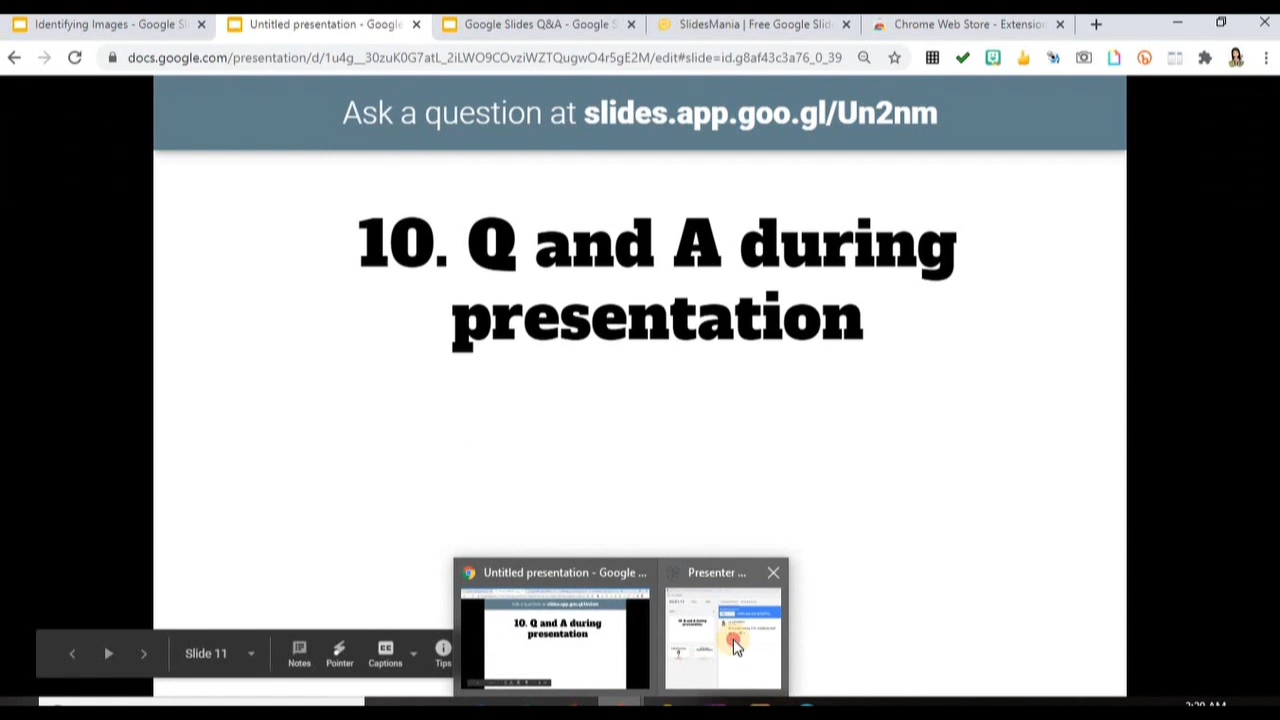 Identifying Images - Google Sl
Untitled presentation - Google
Google Slides Q&A - Google S
SlidesMania | Free Google Slid
Chrome Web Store - Extension
docs.google.com/presentation/d/1u4g__30zuK0G7atL_2iLWO9COvziWZTQugwO4r5gE2M/edit#slide=id.g8af43c3a76_0_39
Ask a question at slides.app.goo.gl/Un2nm
10. Q and A during
presentation
Untitled presentation - Google ...
Presenter ...
10. Q and A during
presentation
Slide 11
Notes
Pointer
CC
Captions
Tips